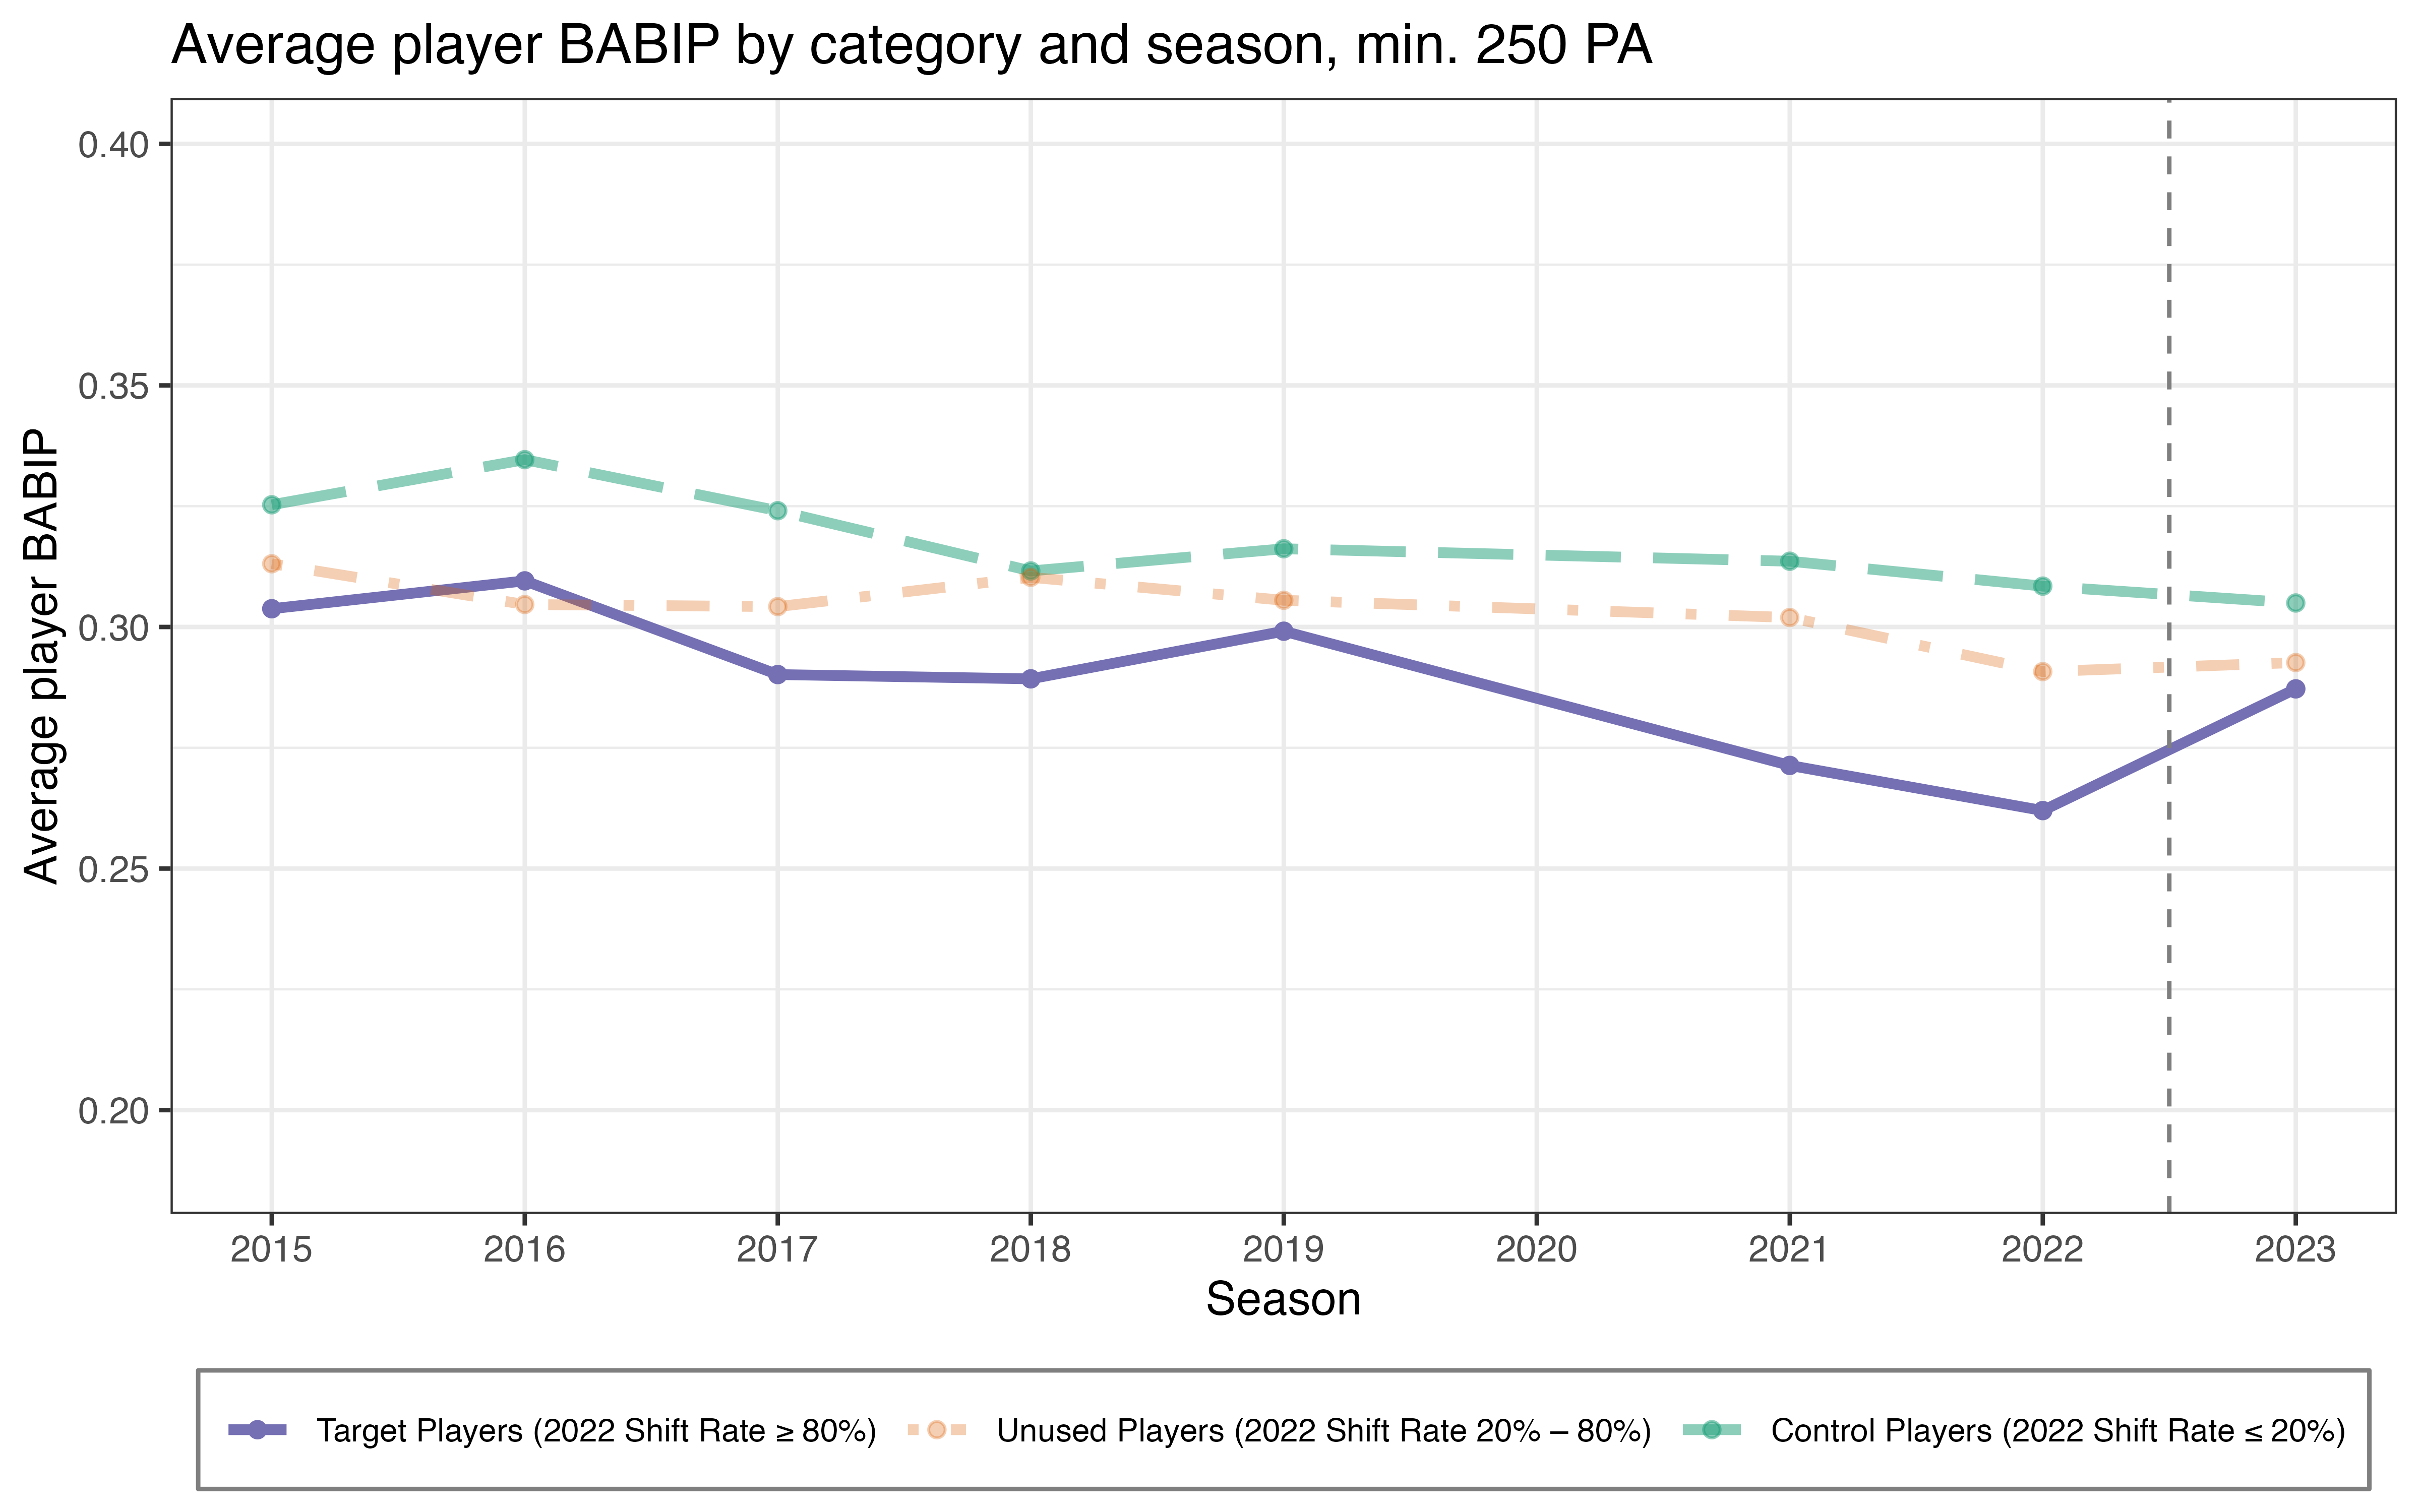 Average player BABIP by category and season, min. 250 PA
Average player BABIP
0.40
0.35
0.30
0.25
0.20
2015 2016 2017 2018 2019 2020 2021 2022 2023
Season
Target Players (2022 Shift Rate ≥ 80%) Unused Players (2022 Shift Rate 20% – 80%) Control Players (2022 Shift Rate ≤ 20%)